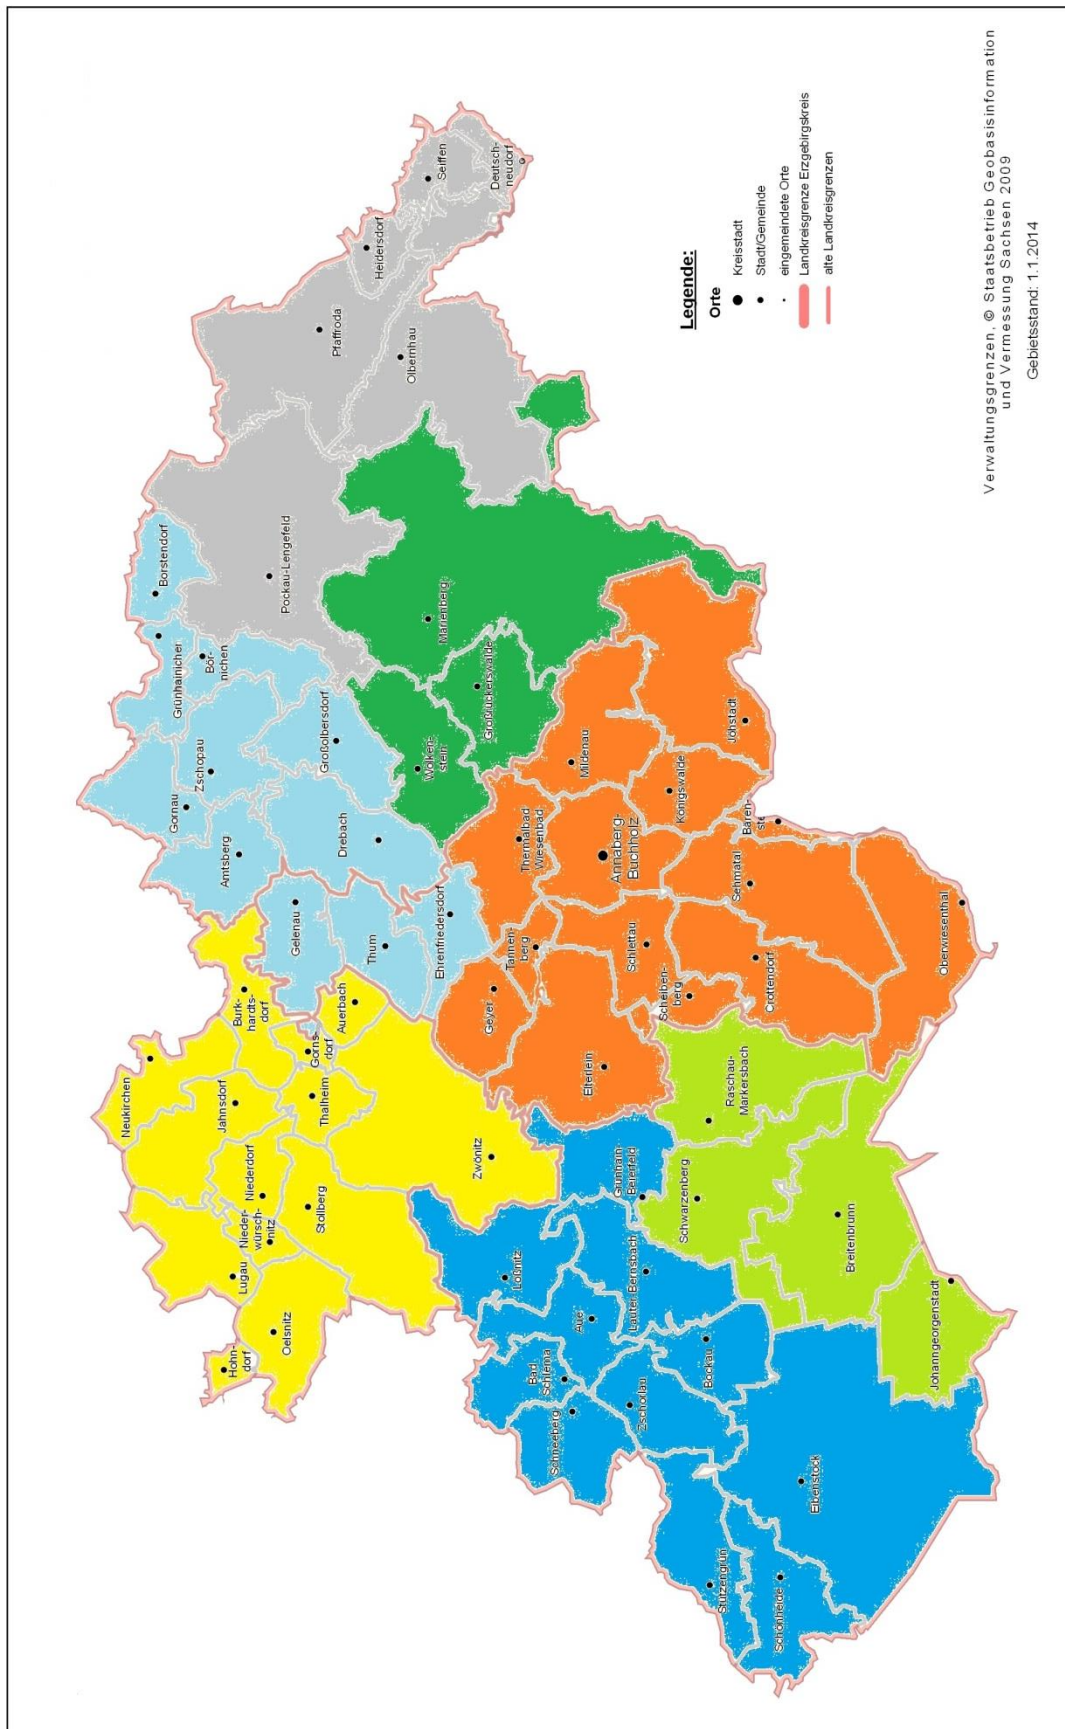 Neukirchen
Burk-
hardts-
dorf
Jahnsdorf
Niederdorf
Nieder-
würsch-
nitz
Lugau
Oelsnitz
Hohn-
dorf
Stollberg
Thalheim
Gorns-
dorf
Auerbach
Zwönitz
Gelenau
Thum
Ehrenfriedersdorf
Amtsberg
Gornau
Zschopau
Drebach
Großolbersdorf
Grünhainichen
Bör-
nichen
Borstendorf
Pockau-Lengefeld
Pfaffroda
Olbernhau
Heidersdorf
Seiffen
Deutsch-
neudorf
Marienberg
Großrückerswalde
Wolken-
stein
Mildenau
Thermalbad
Wiesenbad
Annaberg-
Buchholz
Königswalde
Jöhstadt
Sehmatal
Oberwiesenthal
Crottendorf
Scheiben-
berg
Schlettau
Tannen-
berg
Geyer
Elterlein
Raschau-
Markersbach
Schwarzenberg
Breitenbrunn
Johanngeorgenstadt
Grünhain-
Beierfeld
Lößnitz
Aue
Lauter-Bernsbach
Bockau
Bad
Schlema
Schneeberg
Zschorlau
Eibenstock
Stützengrün
Schönheide
Legende:
Orte
Kreisstadt
Stadt/Gemeinde
eingemeindete Orte
Landkreisgrenze Erzgebirgskreis
alte Landkreisgrenzen
Verwaltungsgrenzen, © Staatsbetrieb Geobasisinformation
und Vermessung Sachsen 2009
Gebietsstand: 1.1.2014